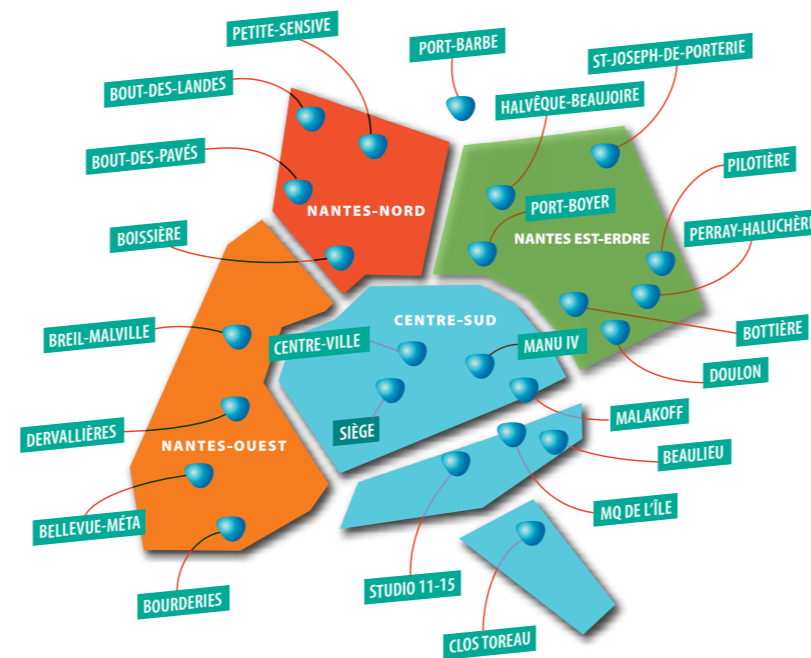 PETITE-SENSIVE
PORT-BARBE
ST-JOSEPH-DE-PORTERIE
BOUT-DES-LANDES
HALVÊQUE-BEAUJOIRE
BOUT-DES-PAVÉS
PILOTIÈRE
NANTES-NORD
PORT-BOYER
BOISSIÈRE
NANTES EST-ERDRE
PERRAY-HALUCHÈRE
CENTRE-SUD
BREIL-MALVILLE
CENTRE-VILLE
MANU IV
BOTTIÈRE
DOULON
SIÈGE
MALAKOFF
DERVALLIÈRES
NANTES-OUEST
BEAULIEU
BELLEVUE-MÉTA
MQ DE L'ÎLE
STUDIO 11-15
BOURDERIES
CLOS TOREAU